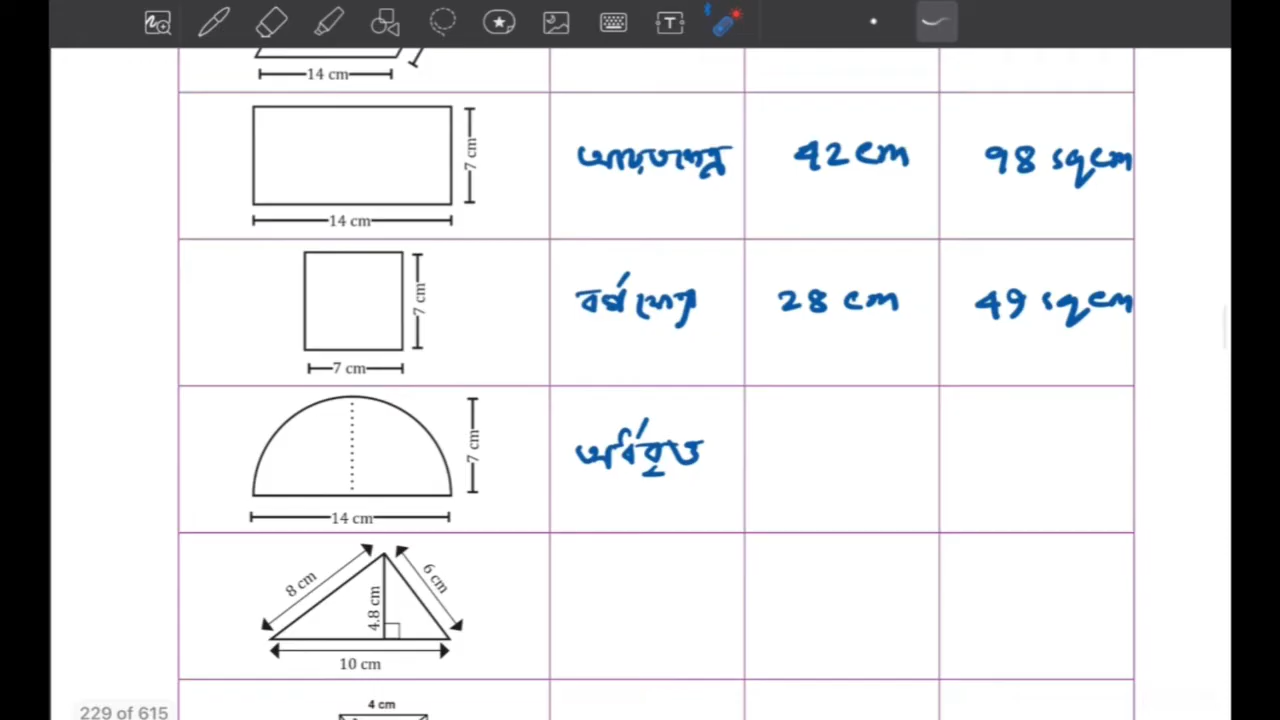 14 cm
7 cm
14 cm
আয়তক্ষেত্র
42 cm
98 sq cm
7 cm
7 cm
বর্গক্ষেত্র
28 cm
49 sq cm
7 cm
14 cm
অর্ধবৃত্ত
8 cm
6 cm
4.8 cm
10 cm
4 cm
229 of 615